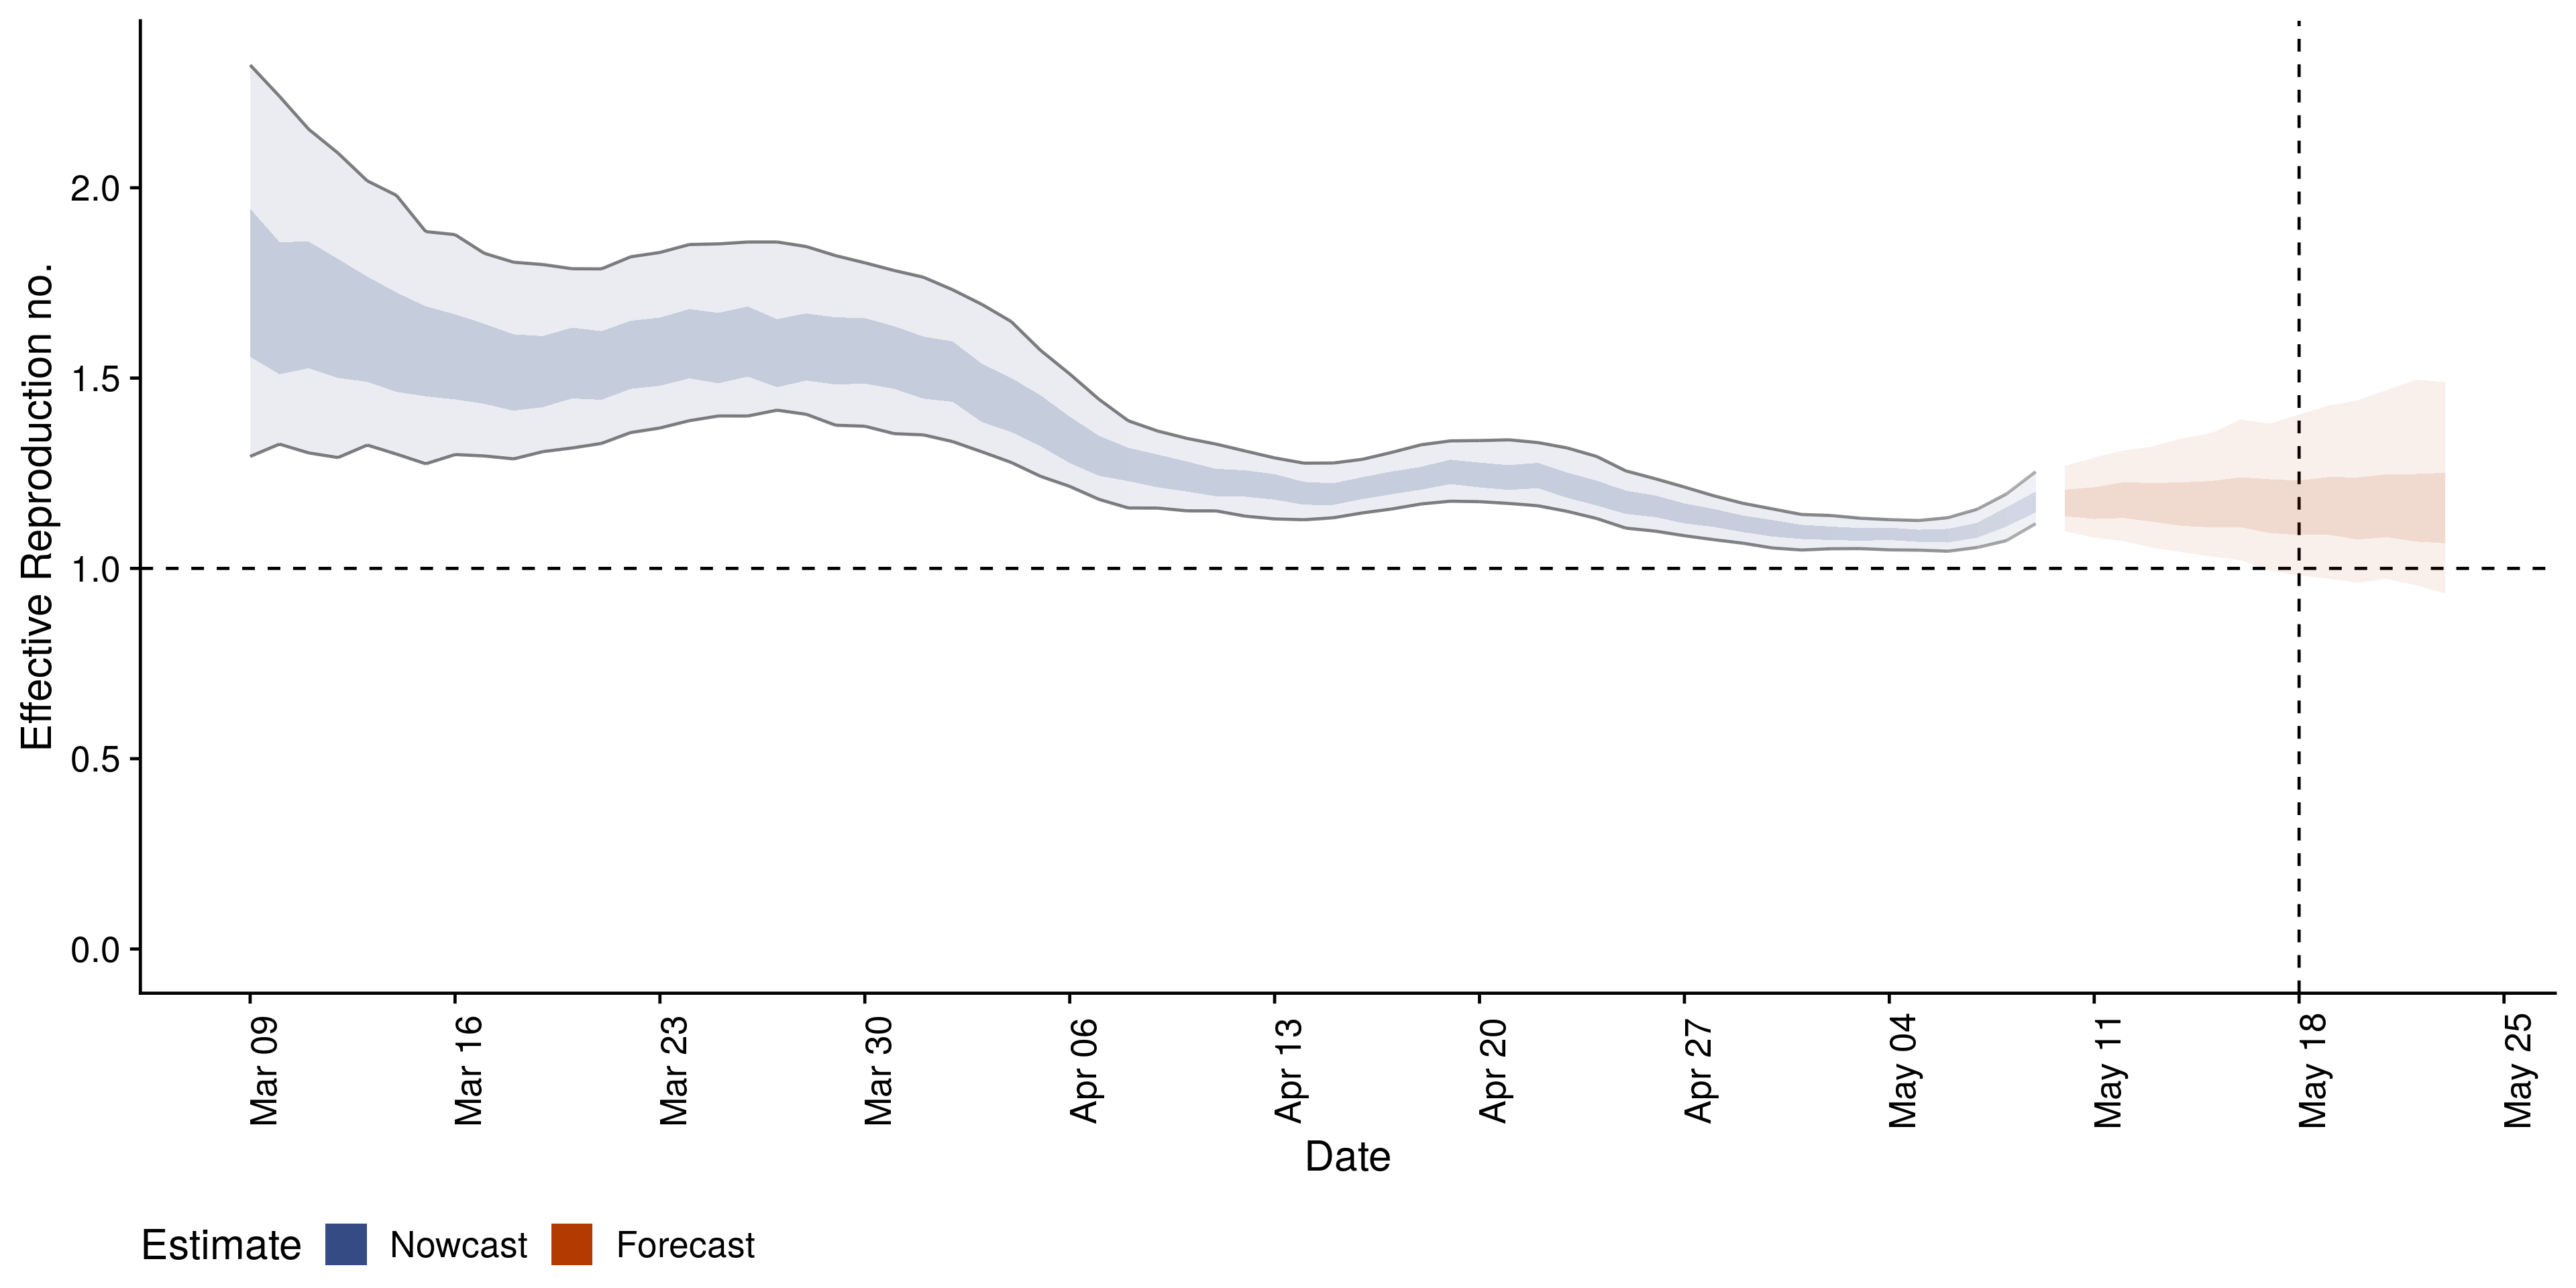 Effective Reproduction no.
2.0
1.5
1.0
0.5
0.0
Mar 09
Mar 16
Mar 23
Mar 30
Apr 06
Apr 13
Apr 20
Apr 27
May 04
May 11
May 18
May 25
Date
Estimate Nowcast Forecast